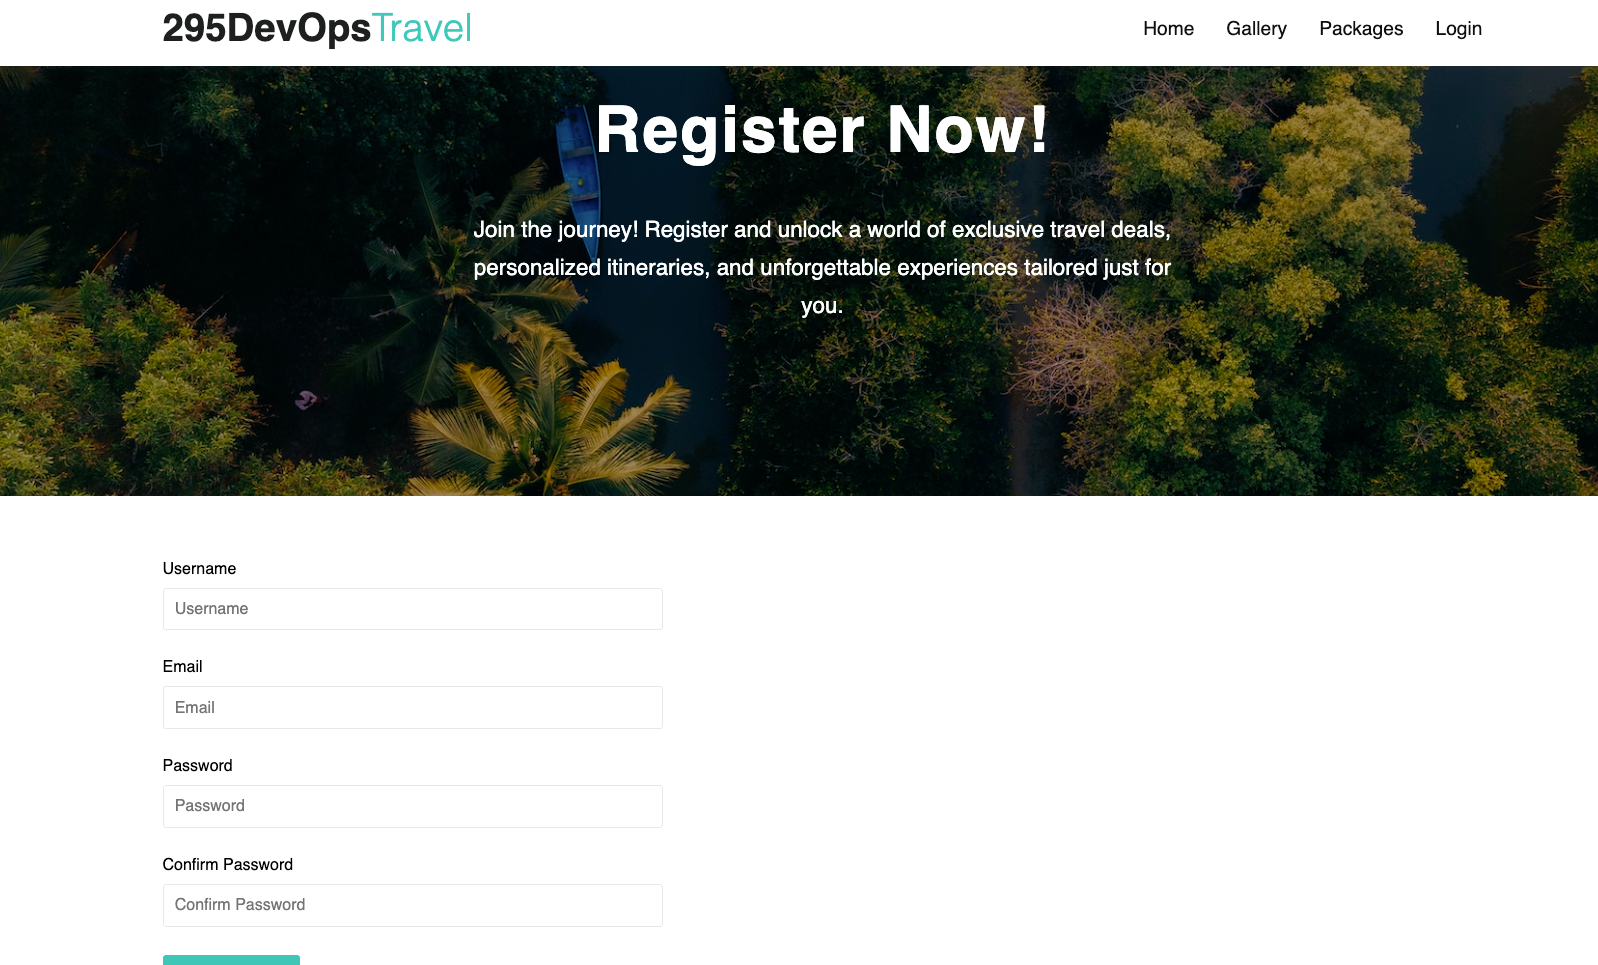 295DevOpsTravel
Home Gallery Packages Login
Register Now!
Join the journey! Register and unlock a world of exclusive travel deals,
personalized itineraries, and unforgettable experiences tailored just for
you.
Username
Username
Email
Email
Password
Password
Confirm Password
Confirm Password